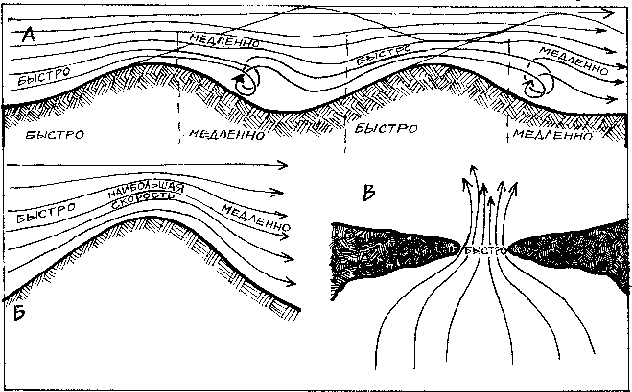 А
МЕДЛЕННО
БЫСТРО
МЕДЛЕННО
БЫСТРО
БЫСТРО
МЕДЛЕННО
БЫСТРО
МЕДЛЕННО
БЫСТРО
НАИБОЛЬШАЯ
СКОРОСТЬ
МЕДЛЕННО
Б
В
БЫСТРО